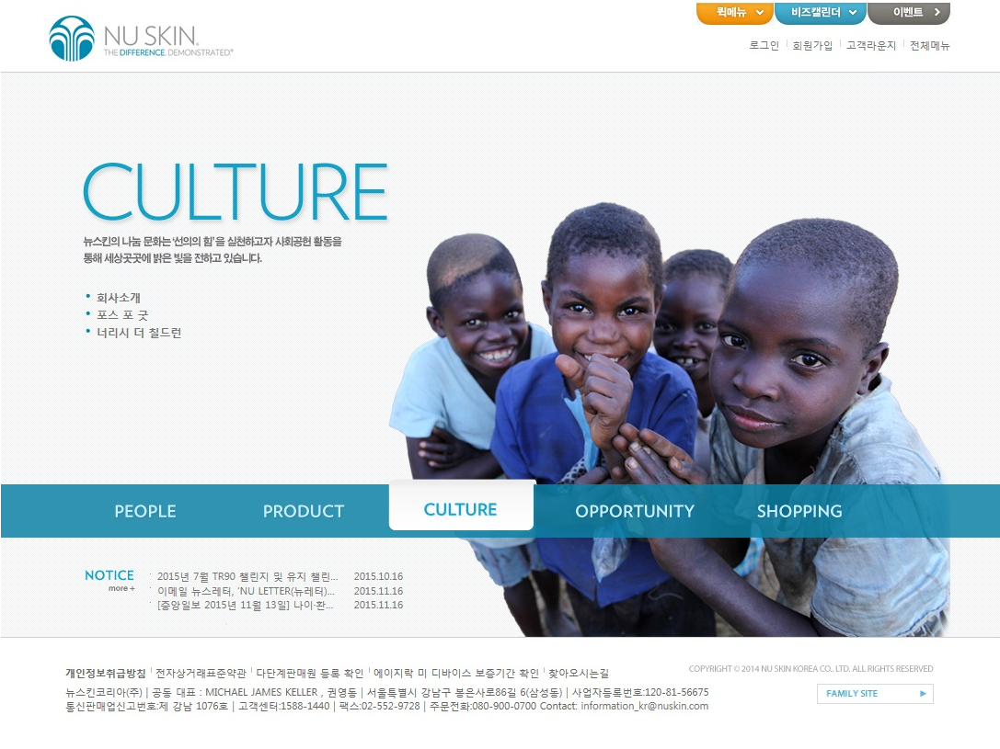 퀵메뉴
비즈캘린더
이벤트
NU SKIN®
THE DIFFERENCE. DEMONSTRATED.®
로그인 | 회원가입 | 고객라운지 | 전체메뉴
CULTURE
뉴스킨의 나눔 문화는 '선의의 힘'을 실천하고자 사회공헌 활동을
통해 세상곳곳에 밝은 빛을 전하고 있습니다.
• 회사소개
• 포스 포 굿
• 너리시 더 칠드런
PEOPLE PRODUCT CULTURE OPPORTUNITY SHOPPING
NOTICE
more +
2015년 7월 TR90 챌린지 및 유지 챌린... 2015.10.16
이메일 뉴스레터, 'NU LETTER(뉴레터)... 2015.11.16
[중앙일보 2015년 11월 13일] 나이·환... 2015.11.16
개인정보취급방침 | 전자상거래표준약관 | 다단계판매원 등록 확인 | 에이지락 미 디바이스 보증기간 확인 | 찾아오시는길
COPYRIGHT © 2014 NU SKIN KOREA CO., LTD. ALL RIGHTS RESERVED
뉴스킨코리아(주) | 공동 대표 : MICHAEL JAMES KELLER , 권영동 | 서울특별시 강남구 봉은사로86길 6(삼성동) | 사업자등록번호:120-81-56675
통신판매업신고번호:제 강남 1076호 | 고객센터:1588-1440 | 팩스:02-552-9728 | 주문전화:080-900-0700 Contact: information_kr@nuskin.com
FAMILY SITE